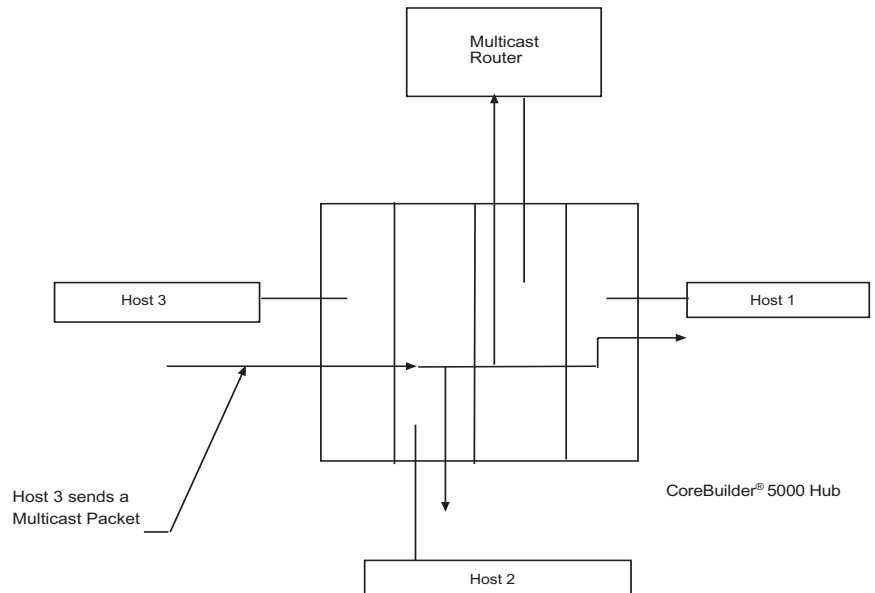 Multicast
Router
Host 3
Host 1
Host 3 sends a
Multicast Packet
CoreBuilder® 5000 Hub
Host 2